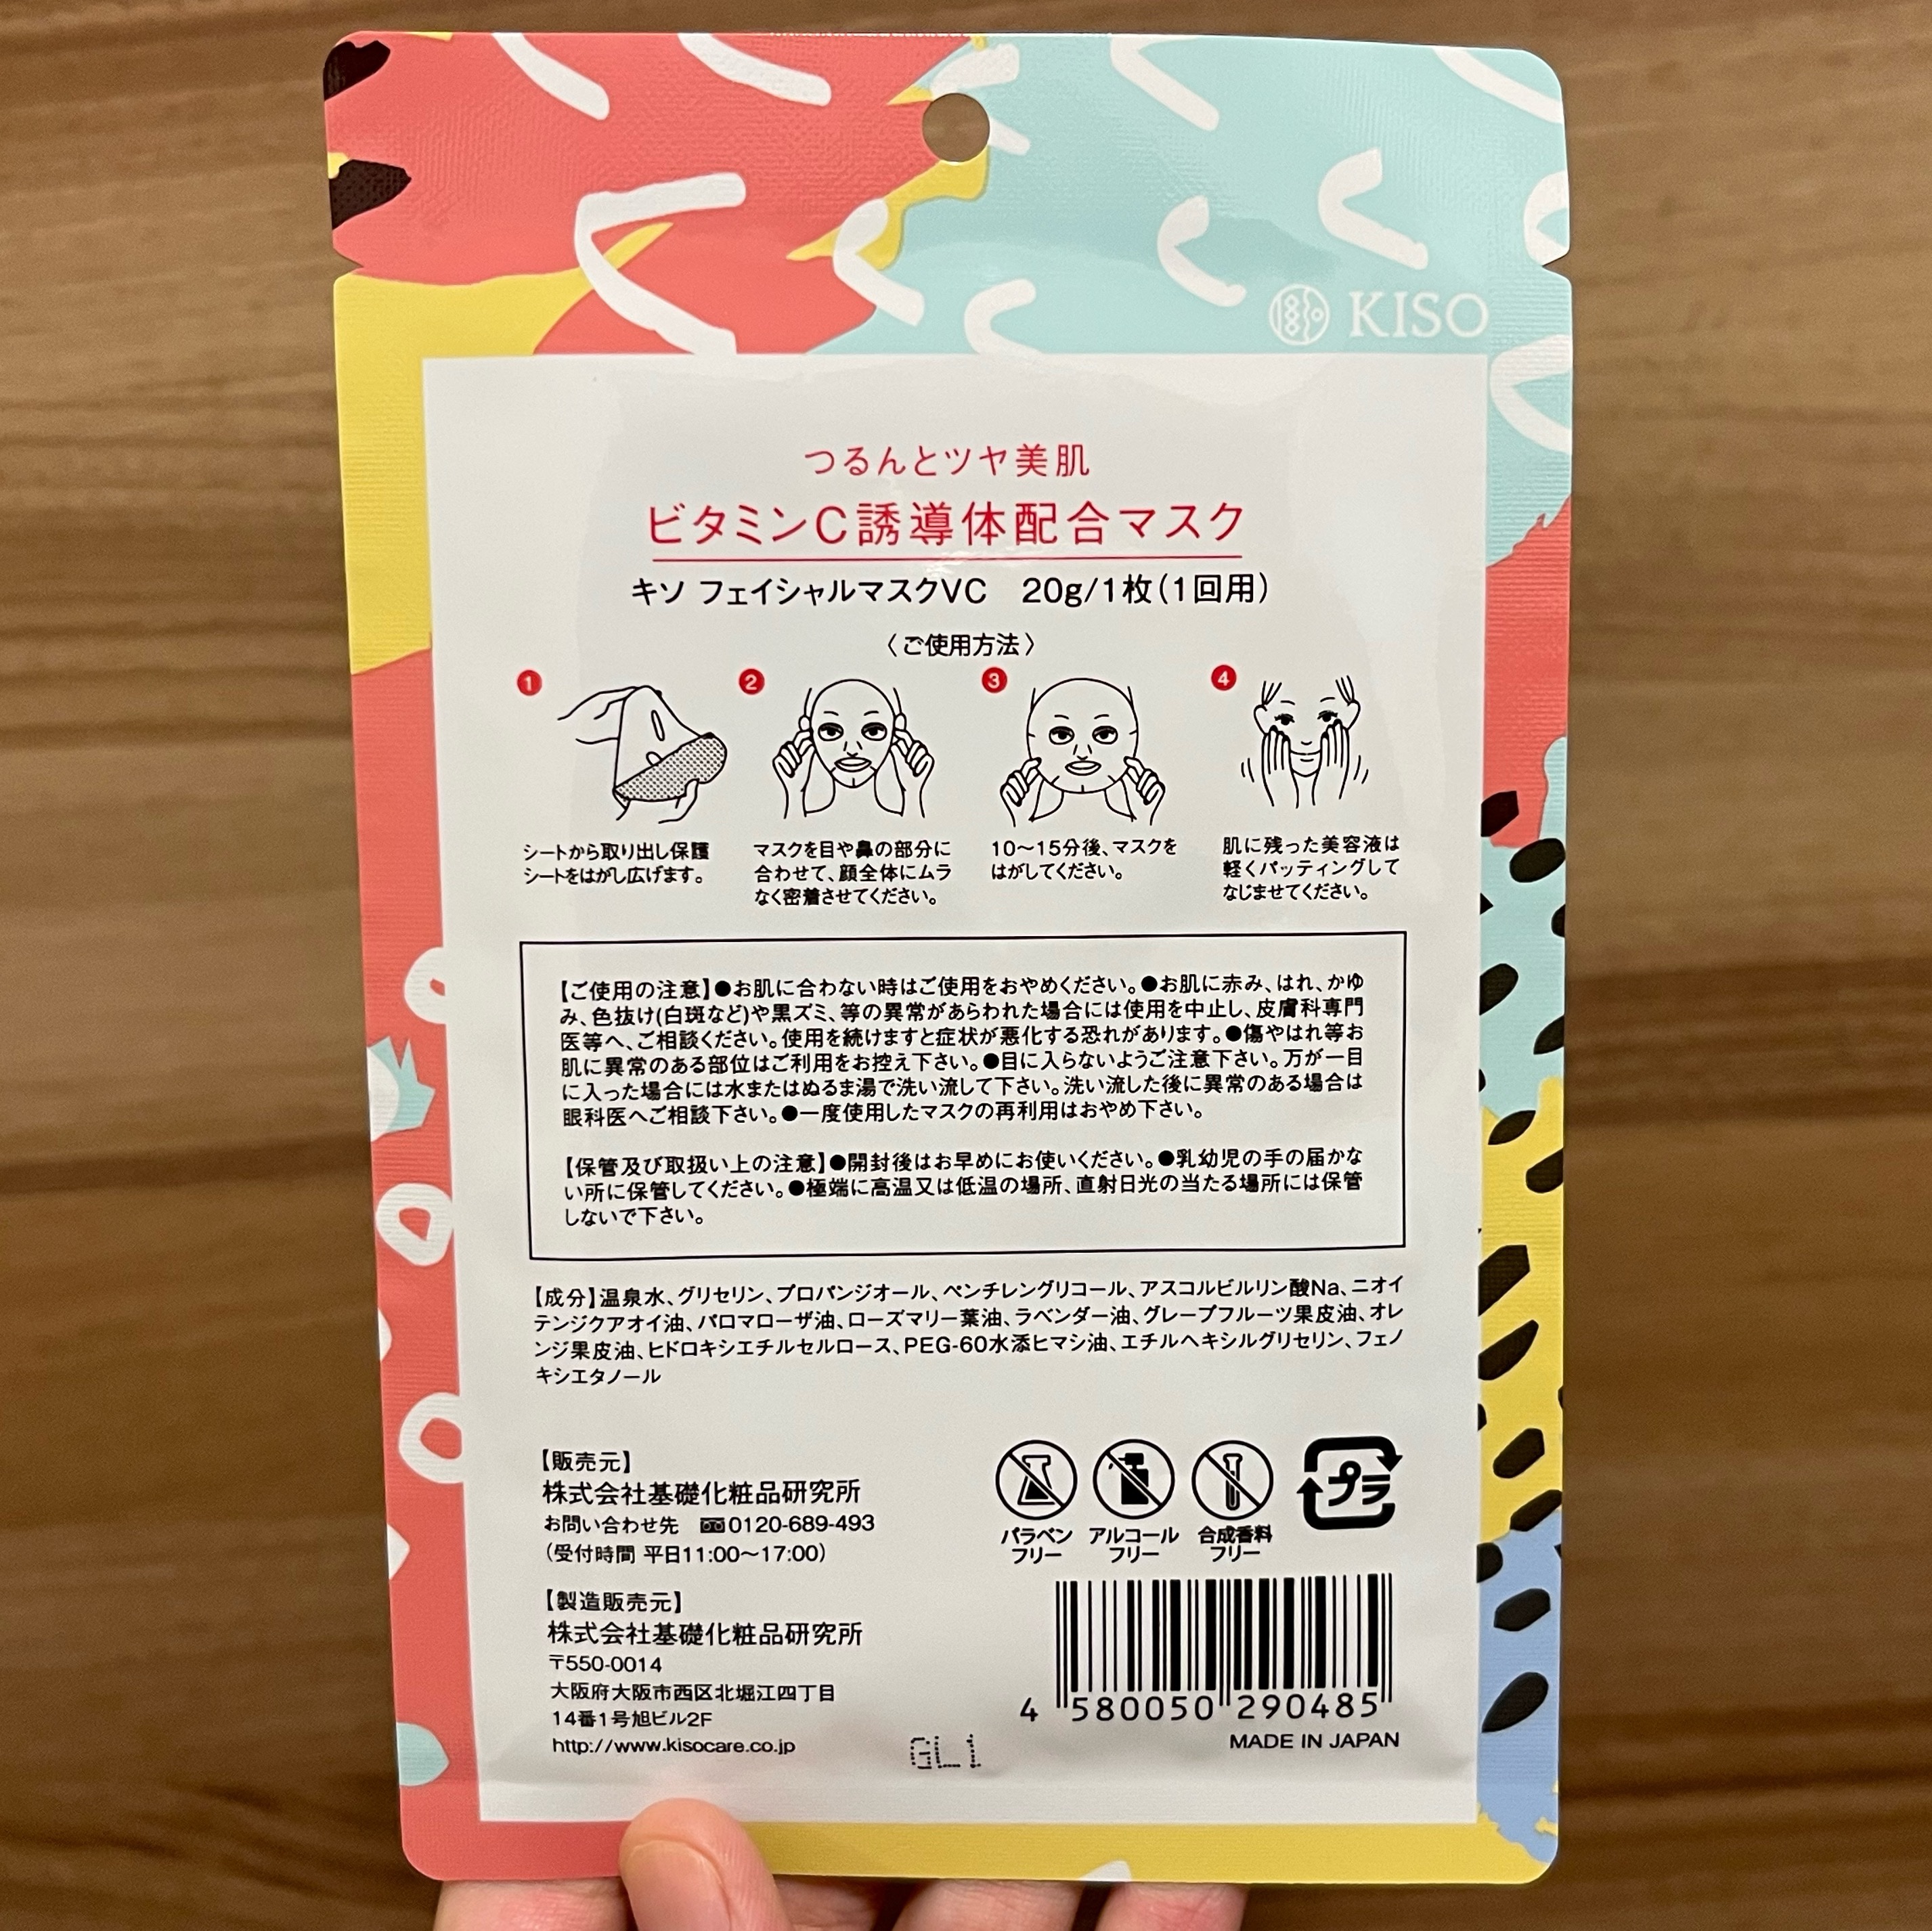 KISO
つるんとツヤ美肌
ビタミンC誘導体配合マスク
キソ フェイシャルマスクVC 20g/1枚(1回用)
〈ご使用方法〉
1
シートから取り出し保護
シートをはがし広げます。
2
マスクを目や鼻の部分に
合わせて、顔全体にムラ
なく密着させてください。
3
10〜15分後、マスクを
はがしてください。
4
肌に残った美容液は
軽くパッティングして
なじませてください。
【ご使用の注意】●お肌に合わない時はご使用をおやめください。●お肌に赤み、はれ、かゆ
み、色抜け(白斑など)や黒ズミ、等の異常があらわれた場合には使用を中止し、皮膚科専門
医等へ、ご相談ください。使用を続けますと症状が悪化する恐れがあります。●傷やはれ等お
肌に異常のある部位はご利用をお控え下さい。●目に入らないようご注意下さい。万が一目
に入った場合には水またはぬるま湯で洗い流して下さい。洗い流した後に異常のある場合は
眼科医へご相談下さい。●一度使用したマスクの再利用はおやめ下さい。
【保管及び取扱い上の注意】●開封後はお早めにお使いください。●乳幼児の手の届かな
い所に保管してください。●極端に高温又は低温の場所、直射日光の当たる場所には保管
しないで下さい。
【成分】温泉水、グリセリン、プロパンジオール、ペンチレングリコール、アスコルビルリン酸Na、ニオイ
テンジクアオイ油、パロマローザ油、ローズマリー葉油、ラベンダー油、グレープフルーツ果皮油、オレ
ンジ果皮油、ヒドロキシエチルセルロース、PEG-60水添ヒマシ油、エチルヘキシルグリセリン、フェノ
キシエタノール
【販売元】
株式会社基礎化粧品研究所
お問い合わせ先 0120-689-493
(受付時間 平日11:00〜17:00)
【製造販売元】
株式会社基礎化粧品研究所
〒550-0014
大阪府大阪市西区北堀江四丁目
14番1号旭ビル2F
http://www.kisocare.co.jp
パラベン
フリー
アルコール
フリー
合成香料
フリー
プラ
4 580050 290485
MADE IN JAPAN
GL1